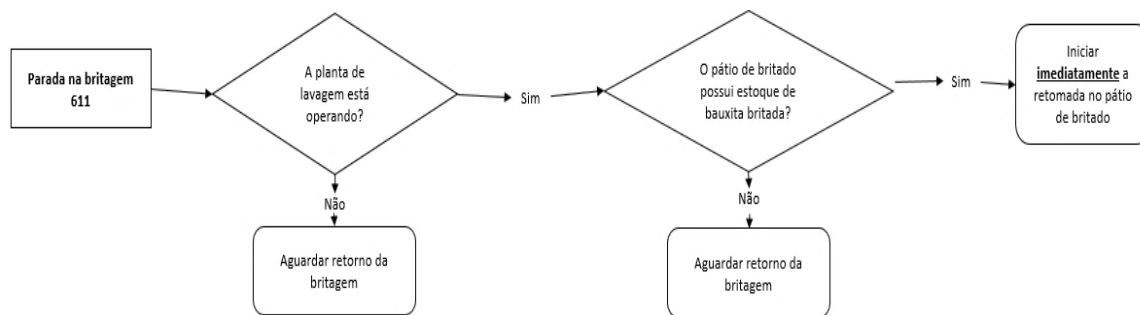 Parada na britagem
611
A planta de
lavagem está
operando?
Sim
O pátio de britado
possui estoque de
bauxita britada?
Sim
Iniciar
imediatamente a
retomada no pátio
de britado
Não
Aguardar retorno da
britagem
Não
Aguardar retorno da
britagem